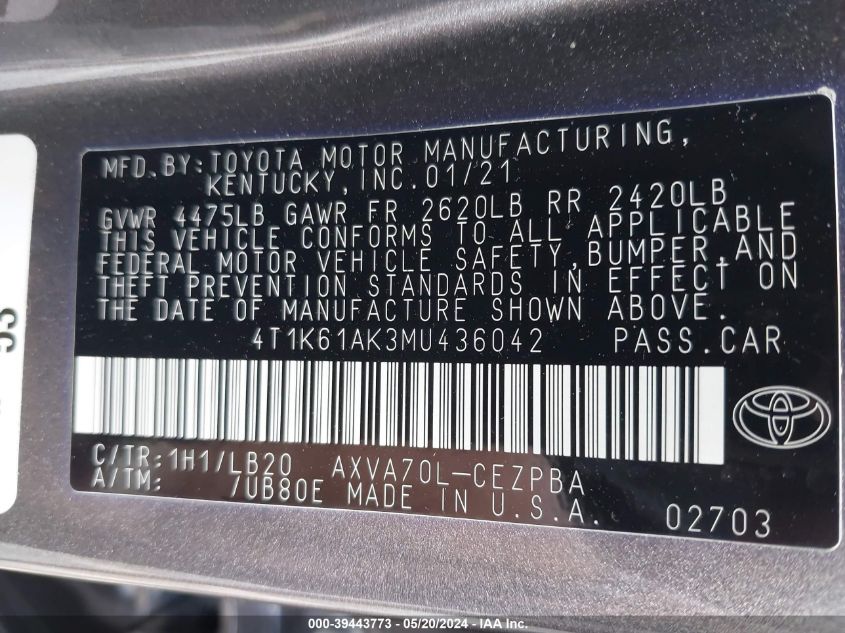 MFD.BY:TOYOTA MOTOR MANUFACTURING,
KENTUCKY,INC.01/21
GVWR 4475LB GAWR FR 2620LB RR 2420LB
THIS VEHICLE CONFORMS TO ALL APPLICABLE
FEDERAL MOTOR VEHICLE SAFETY,BUMPER,AND
THEFT PREVENTION STANDARDS IN EFFECT ON
THE DATE OF MANUFACTURE SHOWN ABOVE.
4T1K61AK3MU436042 PASS.CAR
C/TR:1H1/LB20 AXVA70L-CEZPBA
A/TM: 7UB80E MADE IN U.S.A. 02703
000-39443773 - 05/20/2024 - IAA Inc.